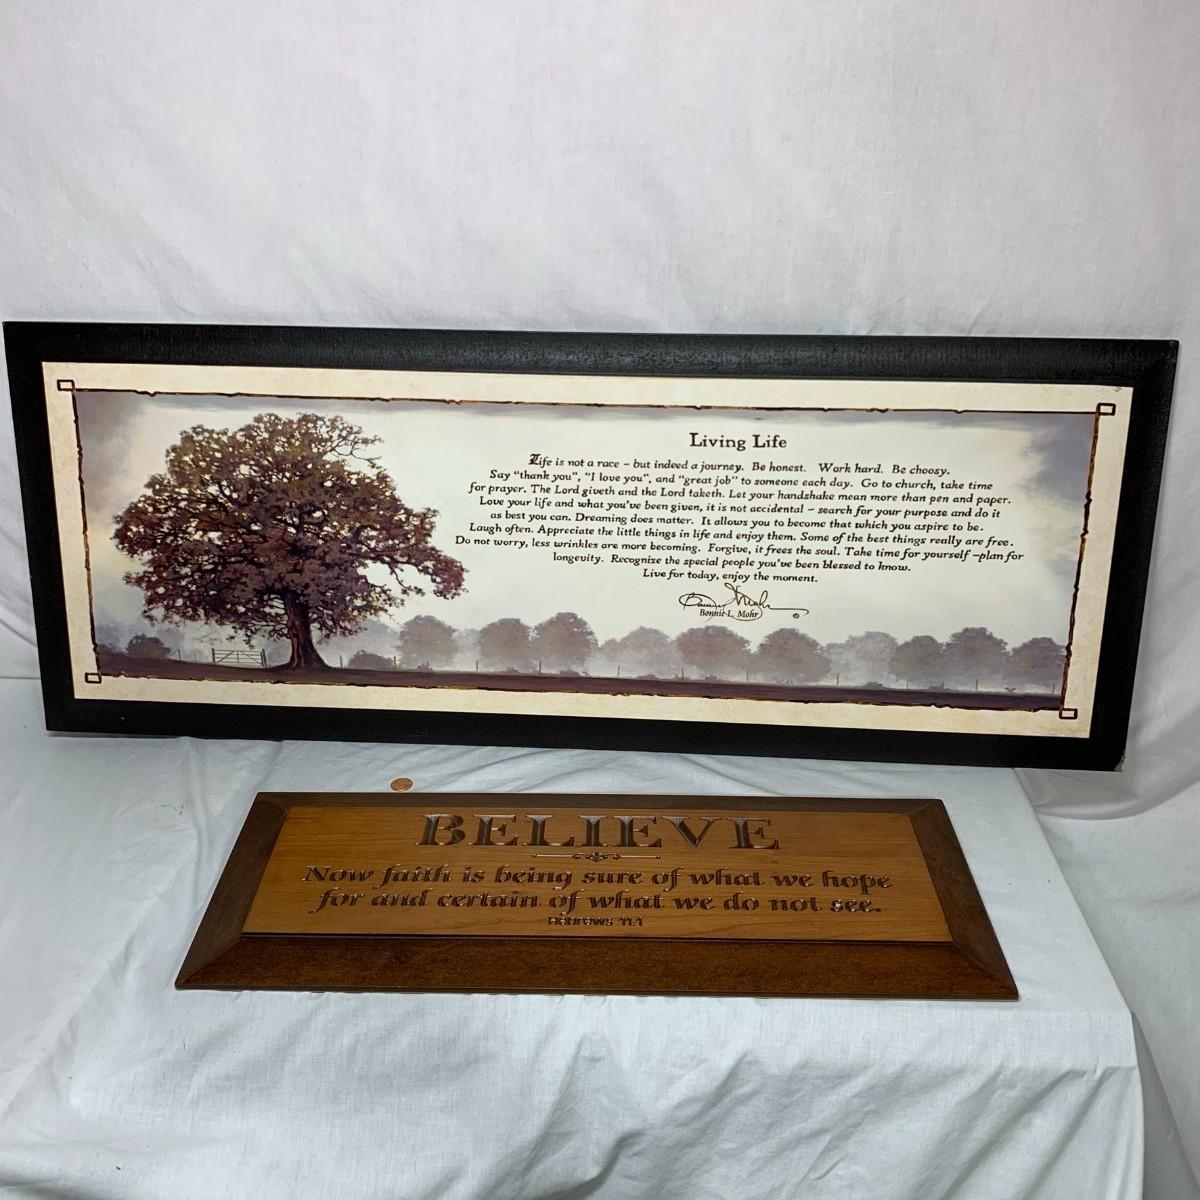 Living Life
Life is not a race – but indeed a journey. Be honest. Work hard. Be choosy.
Say "thank you", "I love you", and "great job" to someone each day. Go to church, take time
for prayer. The Lord giveth and the Lord taketh. Let your handshake mean more than pen and paper.
Love your life and what you've been given, it is not accidental – search for your purpose and do it
as best you can. Dreaming does matter. It allows you to become that which you aspire to be.
Laugh often. Appreciate the little things in life and enjoy them. Some of the best things really are free.
Do not worry, less wrinkles are more becoming. Forgive, it frees the soul. Take time for yourself –plan for
longevity. Recognize the special people you've been blessed to know.
Live for today, enjoy the moment.
Bonnie L. Mohr
Bonnie L. Mohr ©
BELIEVE
Now faith is being sure of what we hope
for and certain of what we do not see.
HEBREWS 11:1